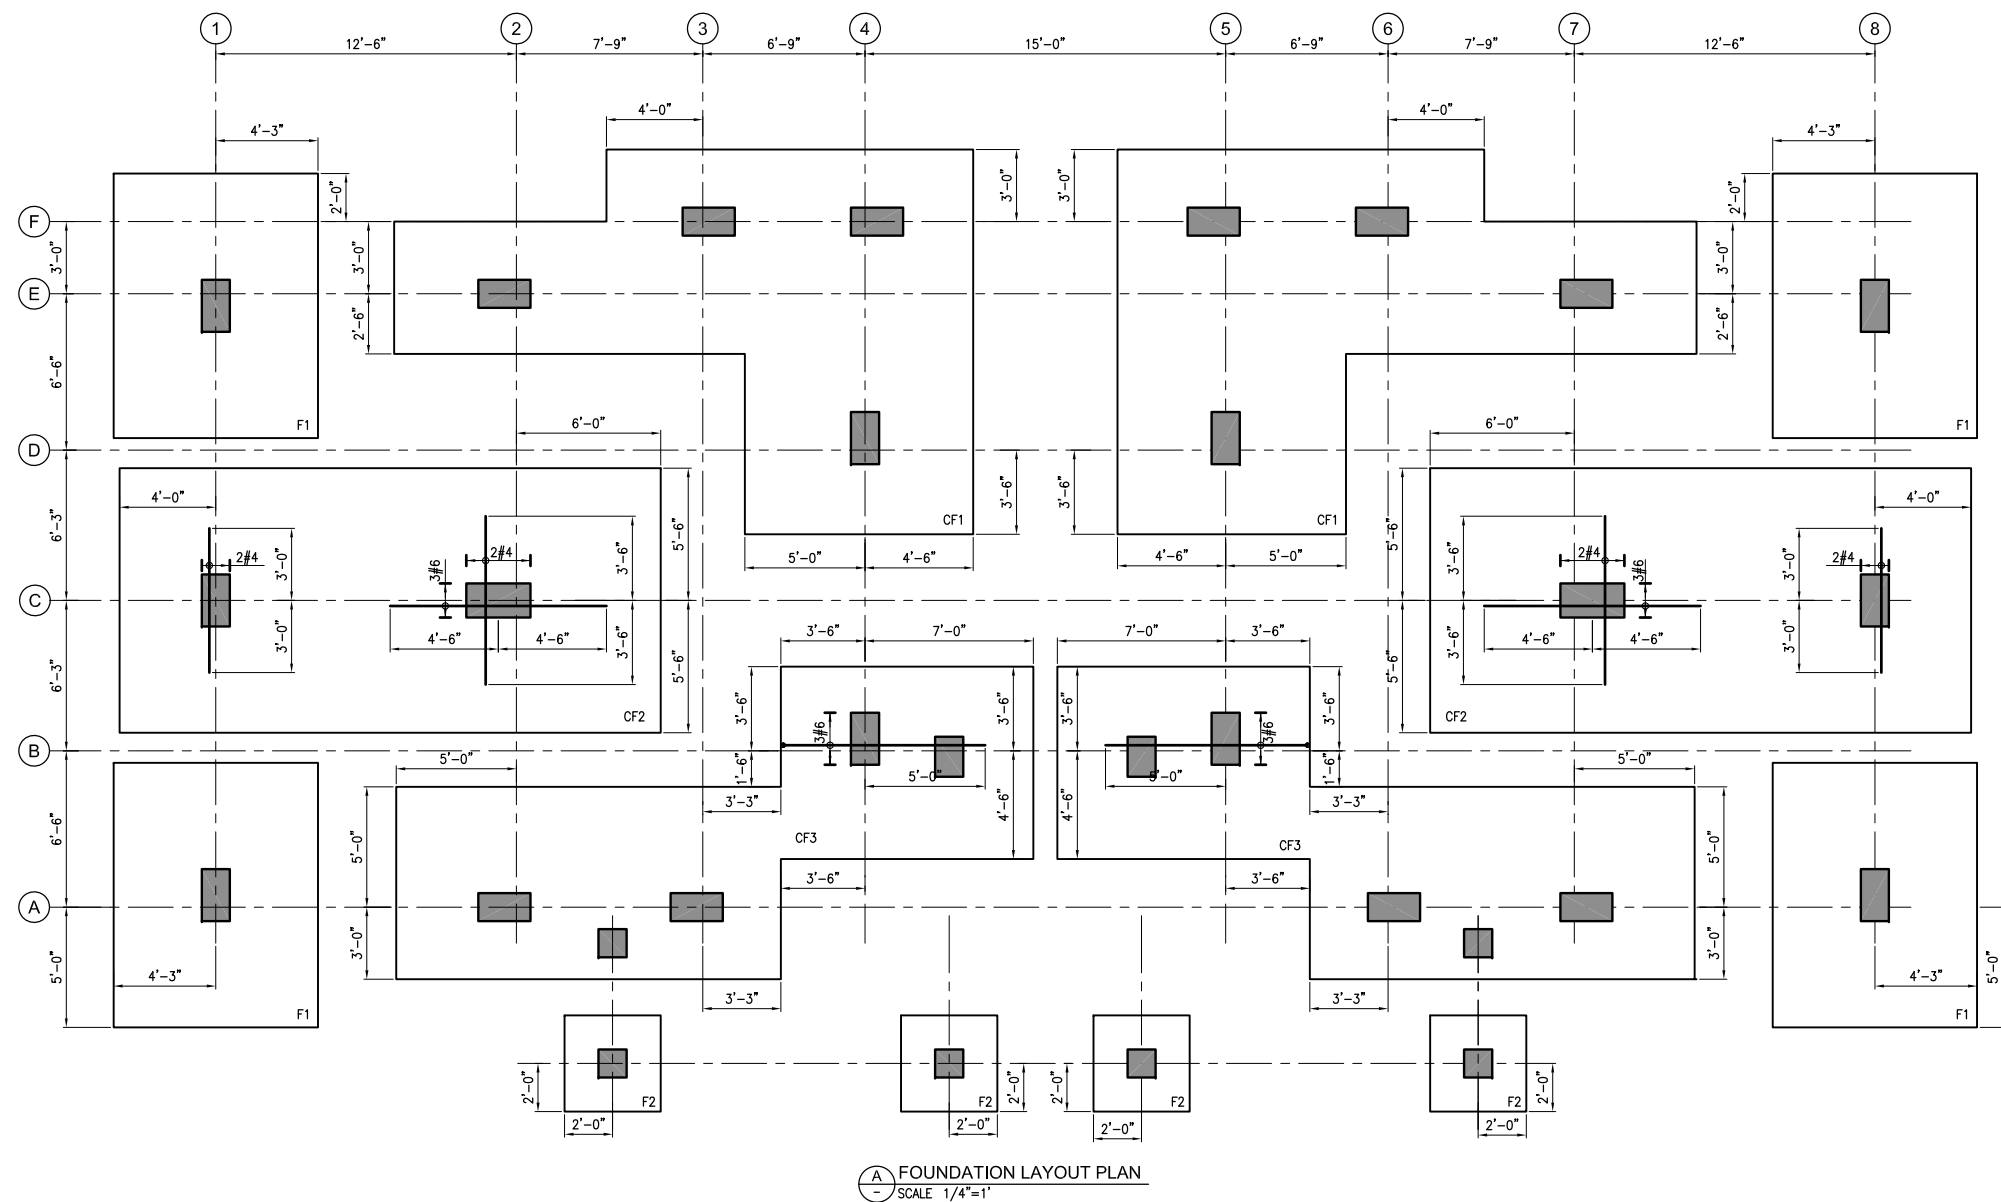 1 2 3 4 5 6 7 8
12'-6" 7'-9" 6'-9" 15'-0" 6'-9" 7'-9" 12'-6"
4'-0" 4'-0"
4'-3" 4'-3"
2'-0" 3'-0" 3'-0" 2'-0"
F
3'-0" 3'-0" 3'-0"
E
2'-6" 2'-6"
6'-6"
F1 6'-0" 6'-0" F1
D
4'-0" 3'-6" 3'-6" 4'-0"
CF1 CF1
6'-3" 2#4 3'-0" 3#6 2#4 3'-6" 5'-6" 5'-0" 4'-6" 4'-6" 5'-0" 5'-6" 3'-6" 2#4 3#6 3'-0" 2#4
C
6'-3" 3'-0" 4'-6" 4'-6" 3'-6" 5'-6" 3'-6" 7'-0" 7'-0" 3'-6" 5'-6" 3'-6" 4'-6" 4'-6" 3'-0"
CF2 3'-6" 3#6 3'-6" 3'-6" 3#6 3'-6" CF2
B
5'-0" 1'-6" 5'-0" 5'-0" 1'-6" 5'-0"
6'-6" 5'-0" 3'-3" CF3 4'-6" 4'-6" CF3 3'-3" 5'-0"
3'-6" 3'-6"
A
5'-0" 4'-3" 3'-0" 3'-0" 4'-3" 5'-0"
F1 3'-3" 3'-3" F1
2'-0" F2 F2 2'-0" 2'-0" F2 F2 2'-0"
2'-0" 2'-0" 2'-0" 2'-0"
A FOUNDATION LAYOUT PLAN
- SCALE 1/4"=1'